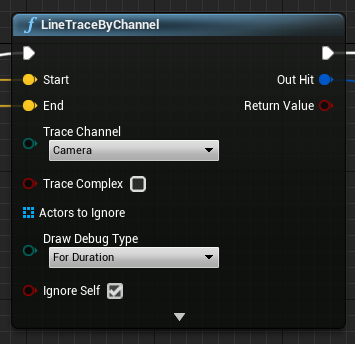 f LineTraceByChannel
Start
Out Hit
End
Return Value
Trace Channel
Camera
Trace Complex
Actors to Ignore
Draw Debug Type
For Duration
Ignore Self